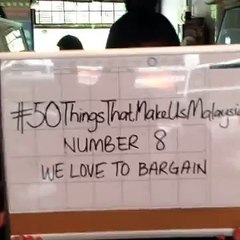 #50ThingsThatMakeUsMalaysia
NUMBER 8
WE LOVE TO BARGAIN